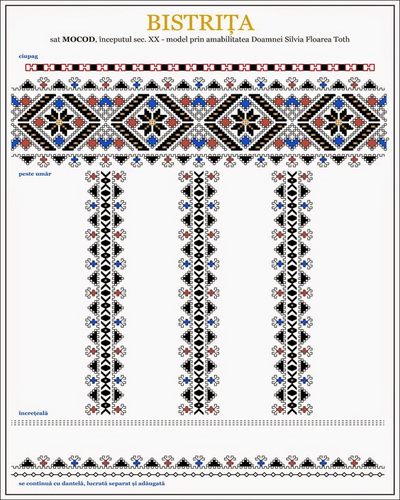 BISTRIȚA
sat MOCOD, începutul sec. XX - model prin amabilitatea Doamnei Silvia Floarea Toth
ciupag
peste umăr
încrețeală
se continuă cu dantelă, lucrată separat și adăugată